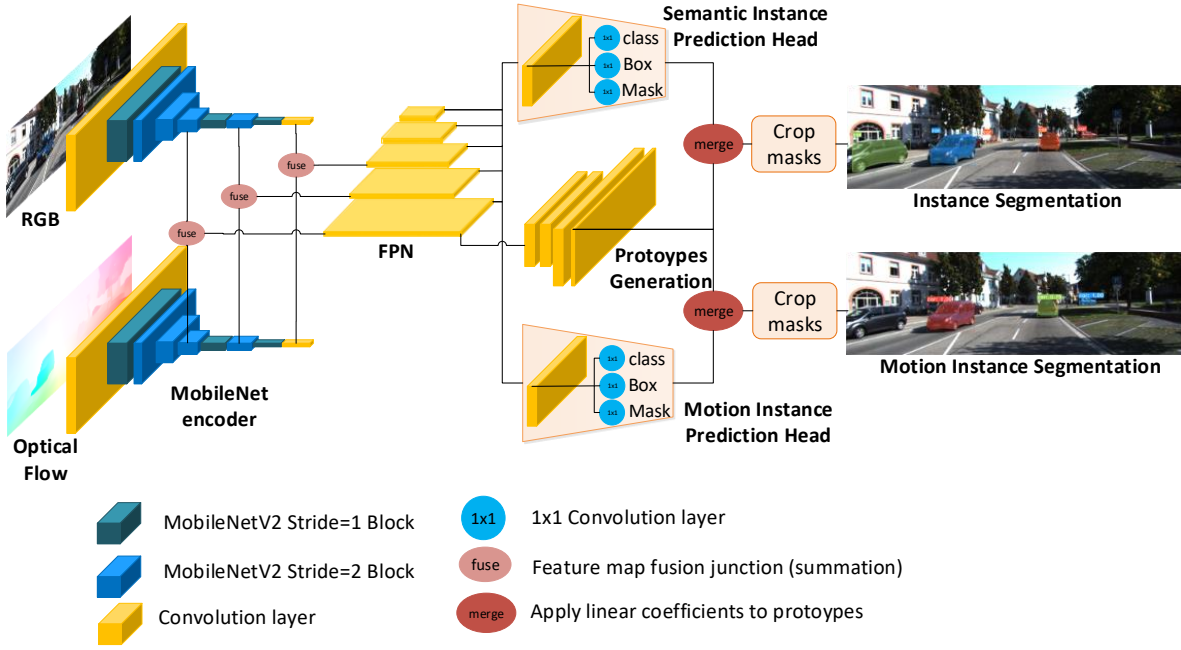 Semantic Instance
Prediction Head
1x1
class
1x1
Box
1x1
Mask
fuse
fuse
fuse
merge
Crop
masks
RGB
FPN
Protoypes
Generation
Instance Segmentation
merge
Crop
masks
1x1
class
1x1
Box
1x1
Mask
MobileNet
encoder
Motion Instance
Prediction Head
Motion Instance Segmentation
Optical
Flow
MobileNetV2 Stride=1 Block
1x1
1x1 Convolution layer
MobileNetV2 Stride=2 Block
fuse
Feature map fusion junction (summation)
Convolution layer
merge
Apply linear coefficients to protoypes